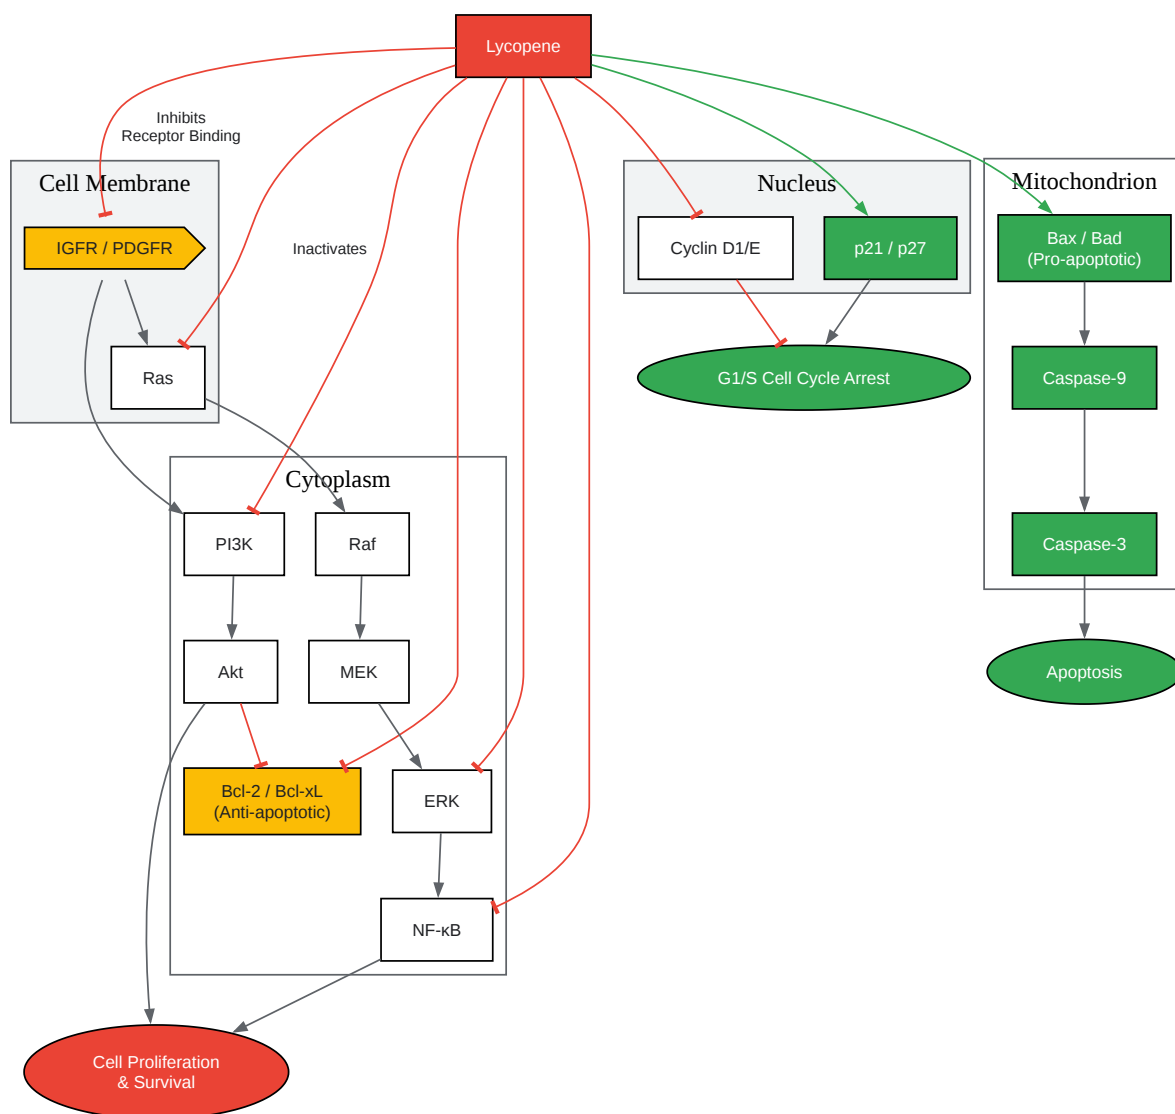 Lycopene
Inhibits
Receptor Binding
Cell Membrane
Nucleus
Mitochondrion
IGFR / PDGFR
Inactivates
Cyclin D1/E
p21 / p27
Bax / Bad
(Pro-apoptotic)
Ras
G1/S Cell Cycle Arrest
Caspase-9
Cytoplasm
PI3K
Raf
Caspase-3
Akt
MEK
Apoptosis
Bcl-2 / Bcl-xL
(Anti-apoptotic)
ERK
NF-κB
Cell Proliferation
& Survival